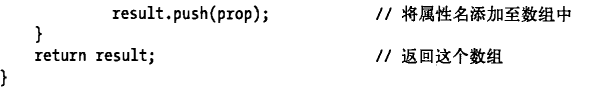 result.push(prop); // 将属性名添加至数组中
}
return result; // 返回这个数组
}